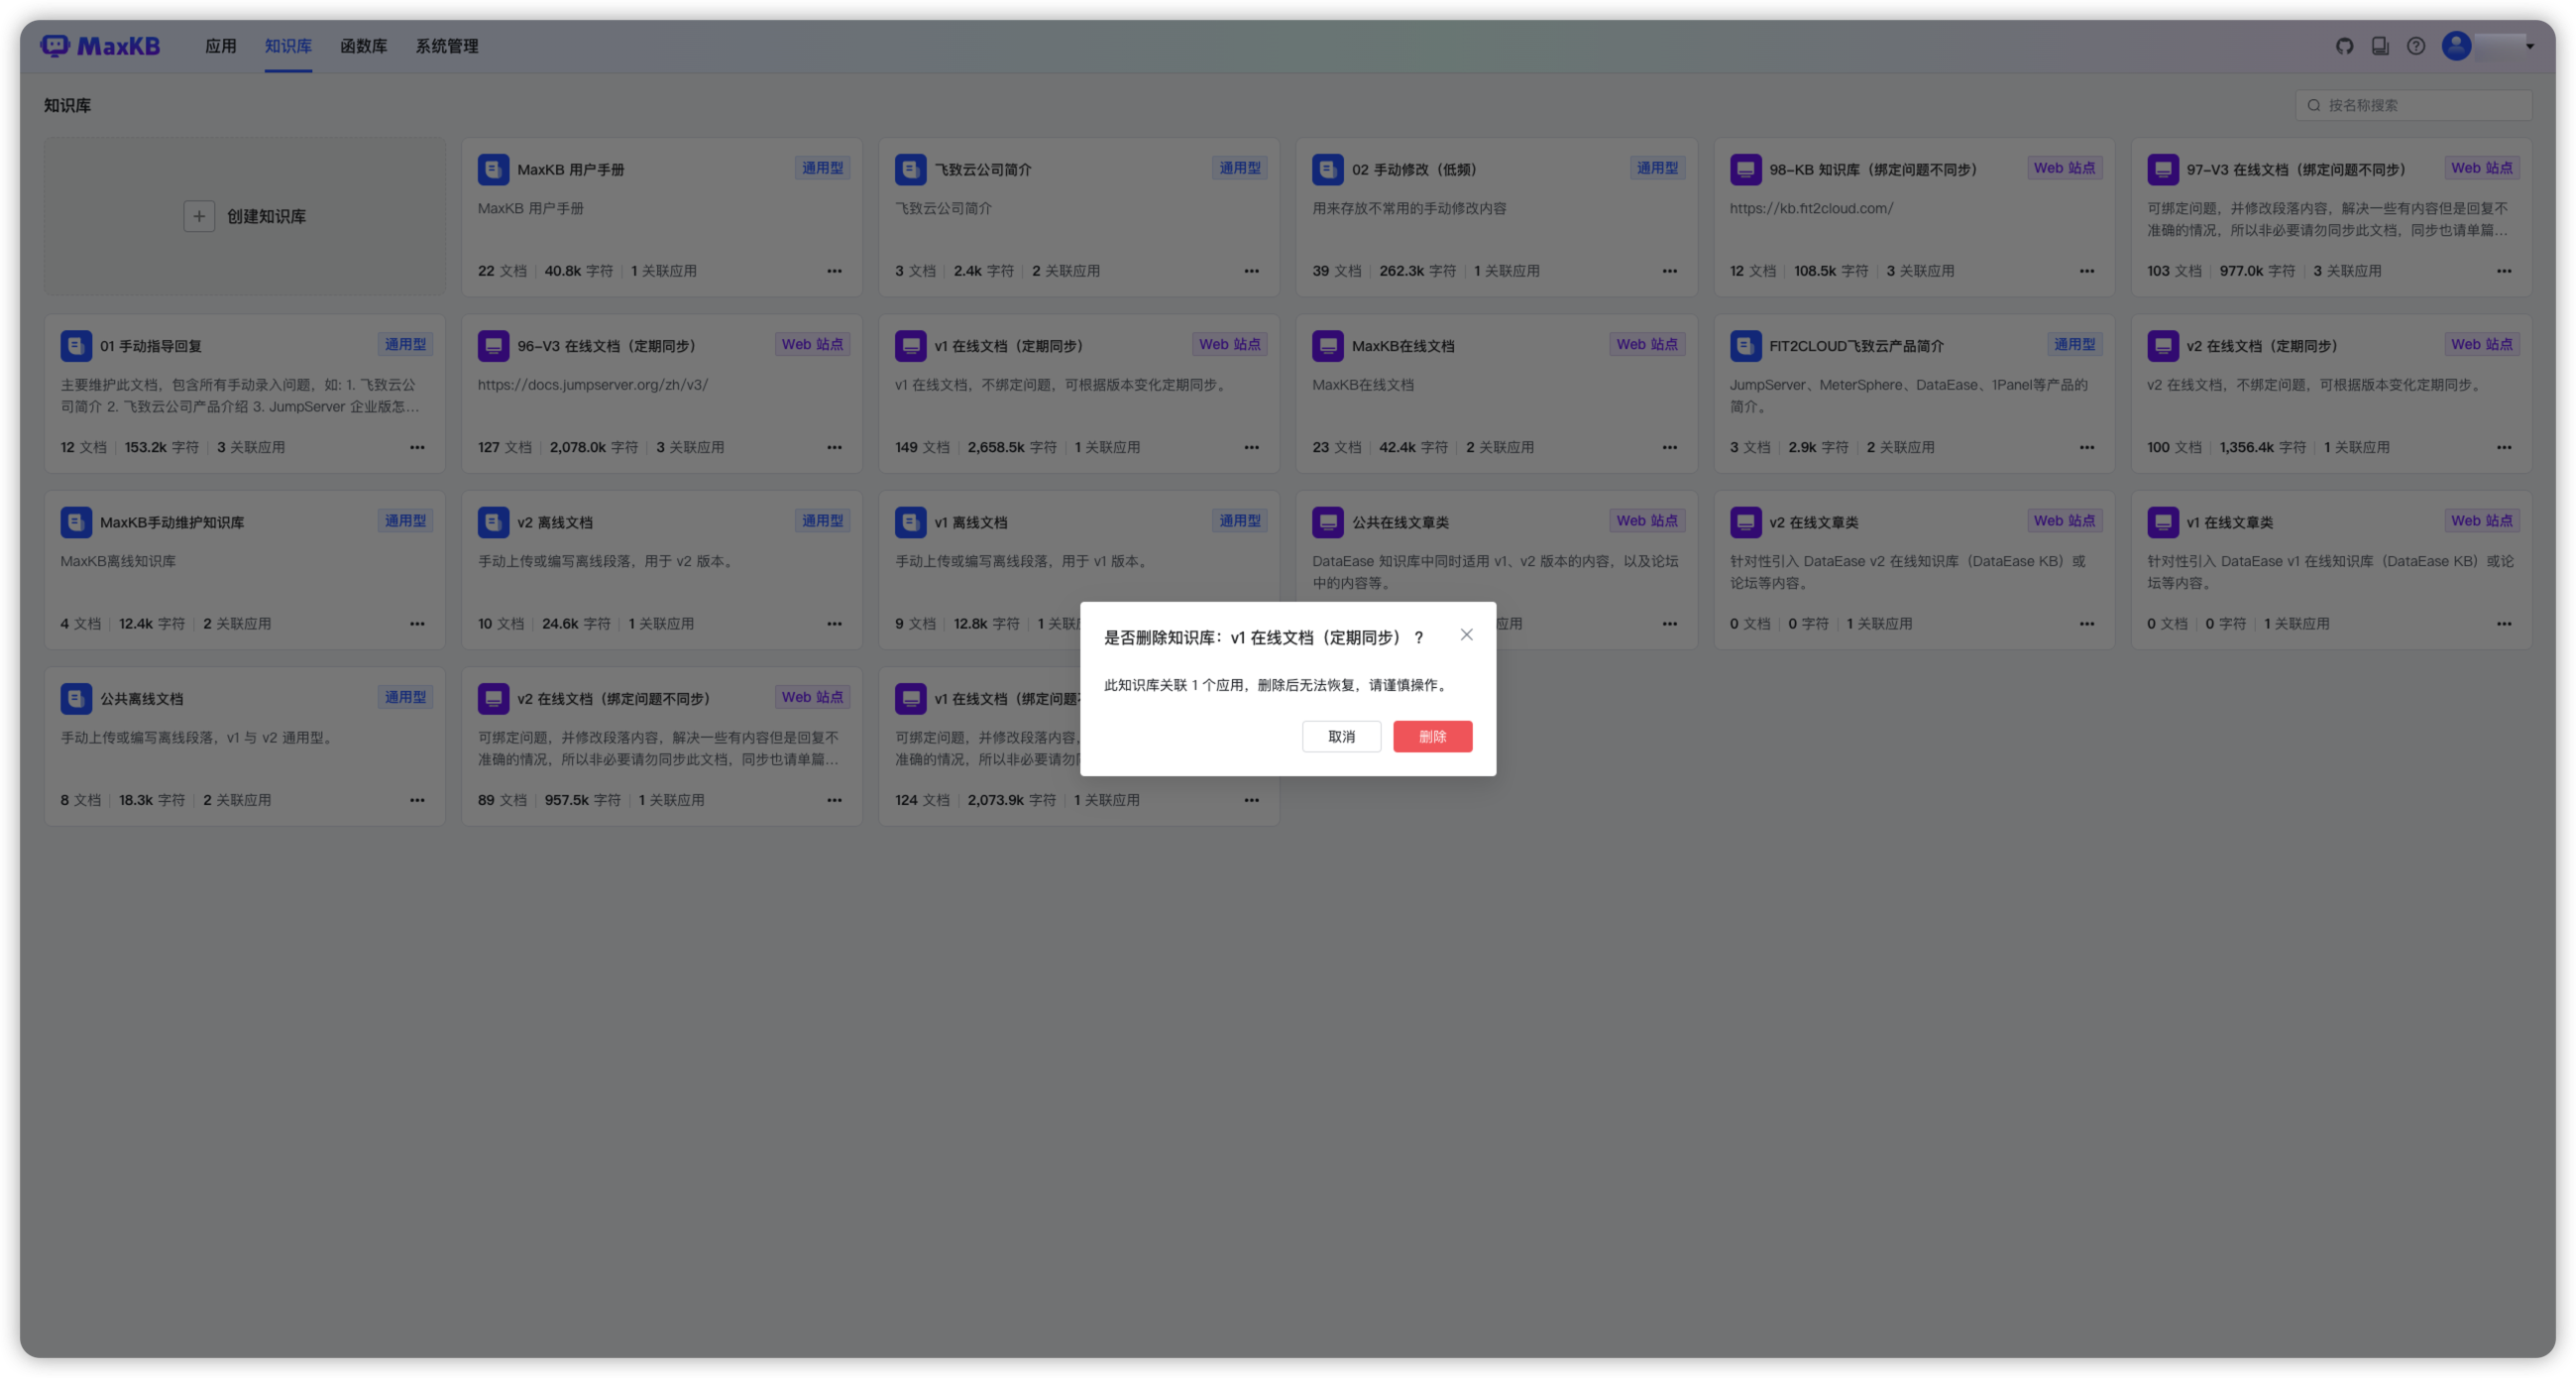 MaxKB 应用 知识库 函数库 系统管理
知识库
按名称搜索
创建知识库
MaxKB 用户手册 通用型
MaxKB 用户手册
22 文档 40.8k 字符 1 关联应用
飞致云公司简介 通用型
飞致云公司简介
3 文档 2.4k 字符 2 关联应用
02 手动修改（低频） 通用型
用来存放不常用的手动修改内容
39 文档 262.3k 字符 1 关联应用
98-KB 知识库（绑定问题不同步） Web 站点
https://kb.fit2cloud.com/
12 文档 108.5k 字符 3 关联应用
97-V3 在线文档（绑定问题不同步） Web 站点
可绑定问题，并修改段落内容，解决一些有内容但是回复不
准确的情况，所以非必要请勿同步此文档，同步也请单篇...
103 文档 977.0k 字符 3 关联应用
01 手动指导回复 通用型
主要维护此文档，包含所有手动录入问题，如: 1. 飞致云公
司简介 2. 飞致云公司产品介绍 3. JumpServer 企业版怎...
12 文档 153.2k 字符 3 关联应用
96-V3 在线文档（定期同步） Web 站点
https://docs.jumpserver.org/zh/v3/
127 文档 2,078.0k 字符 3 关联应用
v1 在线文档（定期同步） Web 站点
v1 在线文档，不绑定问题，可根据版本变化定期同步。
149 文档 2,658.5k 字符 1 关联应用
MaxKB在线文档 Web 站点
MaxKB在线文档
23 文档 42.4k 字符 2 关联应用
FIT2CLOUD飞致云产品简介 通用型
JumpServer、MeterSphere、DataEase、1Panel等产品的
简介。
3 文档 2.9k 字符 2 关联应用
v2 在线文档（定期同步） Web 站点
v2 在线文档，不绑定问题，可根据版本变化定期同步。
100 文档 1,356.4k 字符 1 关联应用
MaxKB手动维护知识库 通用型
MaxKB离线知识库
4 文档 12.4k 字符 2 关联应用
v2 离线文档 通用型
手动上传或编写离线段落，用于 v2 版本。
10 文档 24.6k 字符 1 关联应用
v1 离线文档 通用型
手动上传或编写离线段落，用于 v1 版本。
9 文档 12.8k 字符 1 关联
公共在线文章类 Web 站点
DataEase 知识库中同时适用 v1、v2 版本的内容，以及论坛
中的内容等。
应用
v2 在线文章类 Web 站点
针对性引入 DataEase v2 在线知识库（DataEase KB）或
论坛等内容。
0 文档 0 字符 1 关联应用
v1 在线文章类 Web 站点
针对性引入 DataEase v1 在线知识库（DataEase KB）或论
坛等内容。
0 文档 0 字符 1 关联应用
公共离线文档 通用型
手动上传或编写离线段落，v1 与 v2 通用型。
8 文档 18.3k 字符 2 关联应用
v2 在线文档（绑定问题不同步） Web 站点
可绑定问题，并修改段落内容，解决一些有内容但是回复不
准确的情况，所以非必要请勿同步此文档，同步也请单篇...
89 文档 957.5k 字符 1 关联应用
v1 在线文档（绑定问题
可绑定问题，并修改段落内容，
准确的情况，所以非必要请勿
124 文档 2,073.9k 字符 1 关联应用
是否删除知识库：v1 在线文档（定期同步） ?
此知识库关联 1 个应用，删除后无法恢复，请谨慎操作。
取消 删除